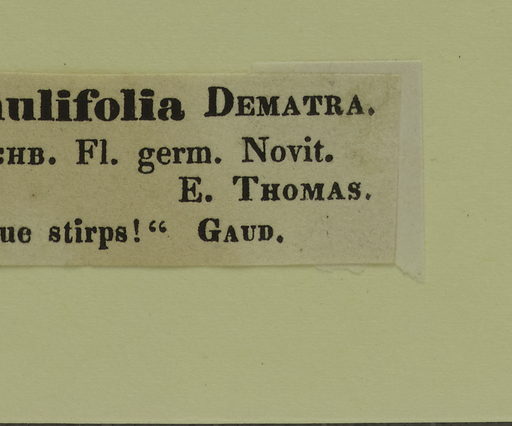 ulifolia DEMATRA.
CHB. Fl. germ. Novit.
E. THOMAS.
ue stirps!“ GAUD.